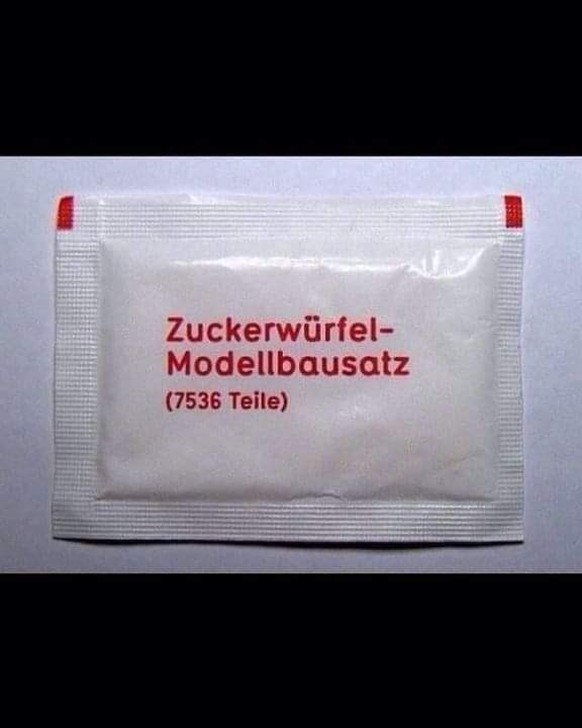 Zuckerwürfel-
Modellbausatz
(7536 Teile)